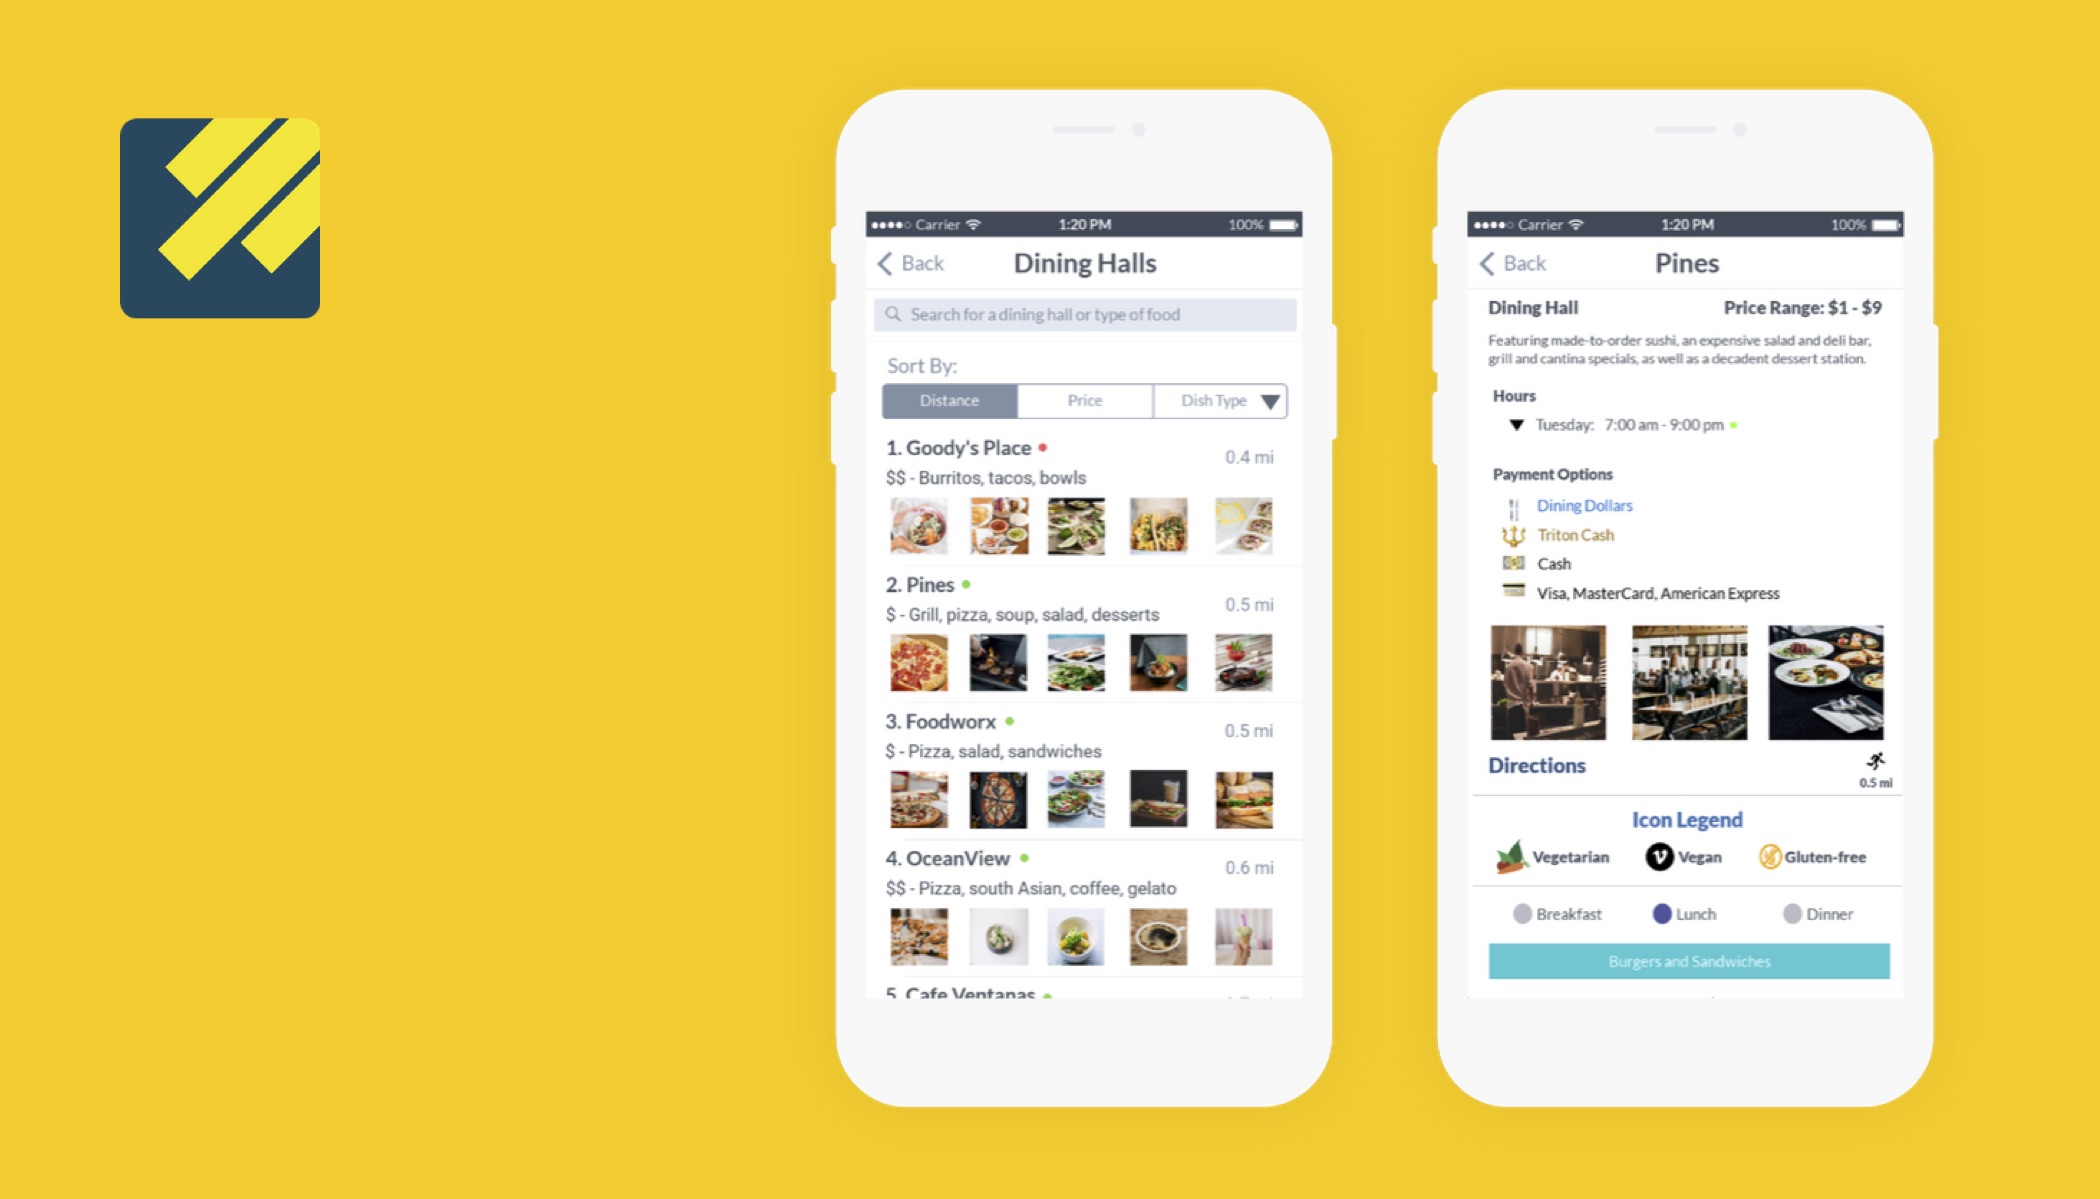 Carrier 1:20 PM 100%
Back Dining Halls
Search for a dining hall or type of food
Sort By:
Distance Price Dish Type
1. Goody's Place
0.4 mi
$$ - Burritos, tacos, bowls
2. Pines
0.5 mi
$ - Grill, pizza, soup, salad, desserts
3. Foodworx
0.5 mi
$ - Pizza, salad, sandwiches
4. OceanView
0.6 mi
$$ - Pizza, south Asian, coffee, gelato
5. Cafe Ventanas
Carrier 1:20 PM 100%
Back Pines
Dining Hall Price Range: $1 - $9
Featuring made-to-order sushi, an expensive salad and deli bar,
grill and cantina specials, as well as a decadent dessert station.
Hours
Tuesday: 7:00 am - 9:00 pm
Payment Options
Dining Dollars
Triton Cash
Cash
Visa, MasterCard, American Express
Directions
0.5 mi
Icon Legend
Vegetarian V Vegan Gluten-free
Breakfast Lunch Dinner
Burgers and Sandwiches